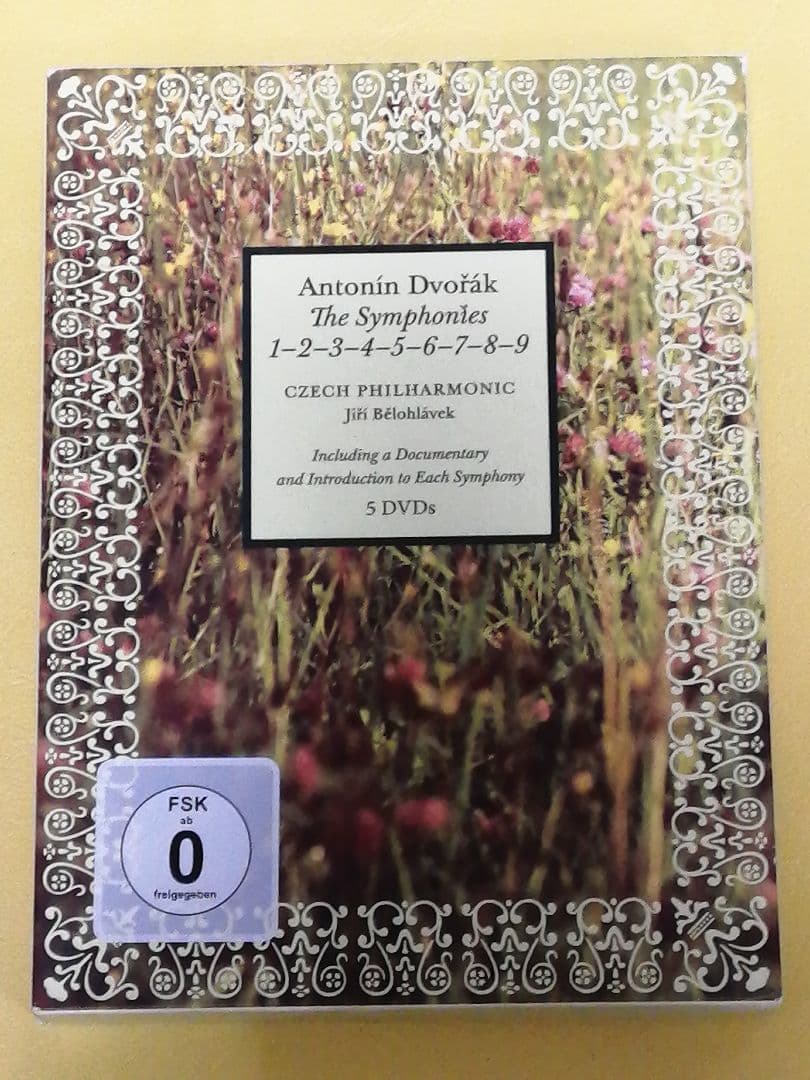 Antonín Dvořák
The Symphonies
1–2–3–4–5–6–7–8–9
CZECH PHILHARMONIC
Jiří Bělohlávek
Including a Documentary
and Introduction to Each Symphony
5 DVDs
FSK
ab
0
freigegeben